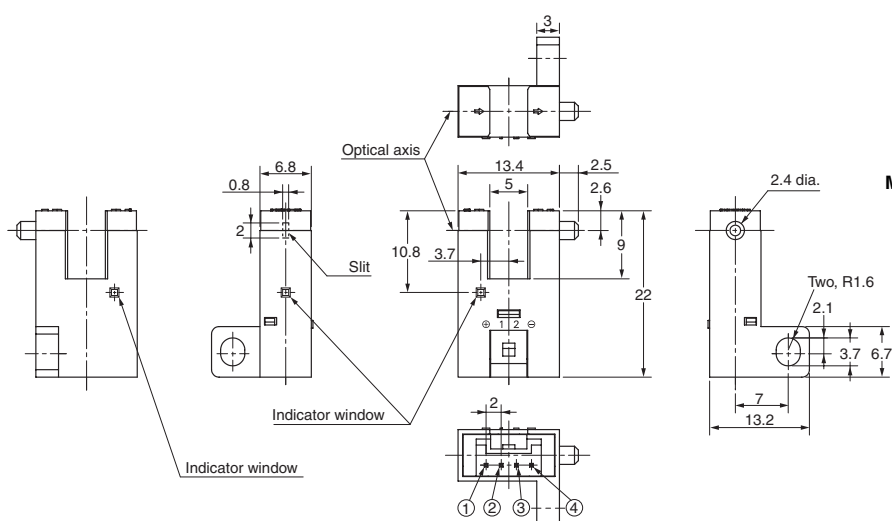 3
Optical axis
6.8
13.4
2.5
0.8
5
2.6
2.4 dia.
M
2
10.8
9
3.7
Slit
22
Two, R1.6
2.1
⊕ 1 2 ⊖
3.7
6.7
Indicator window
2
7
13.2
Indicator window
① ② ③ ④